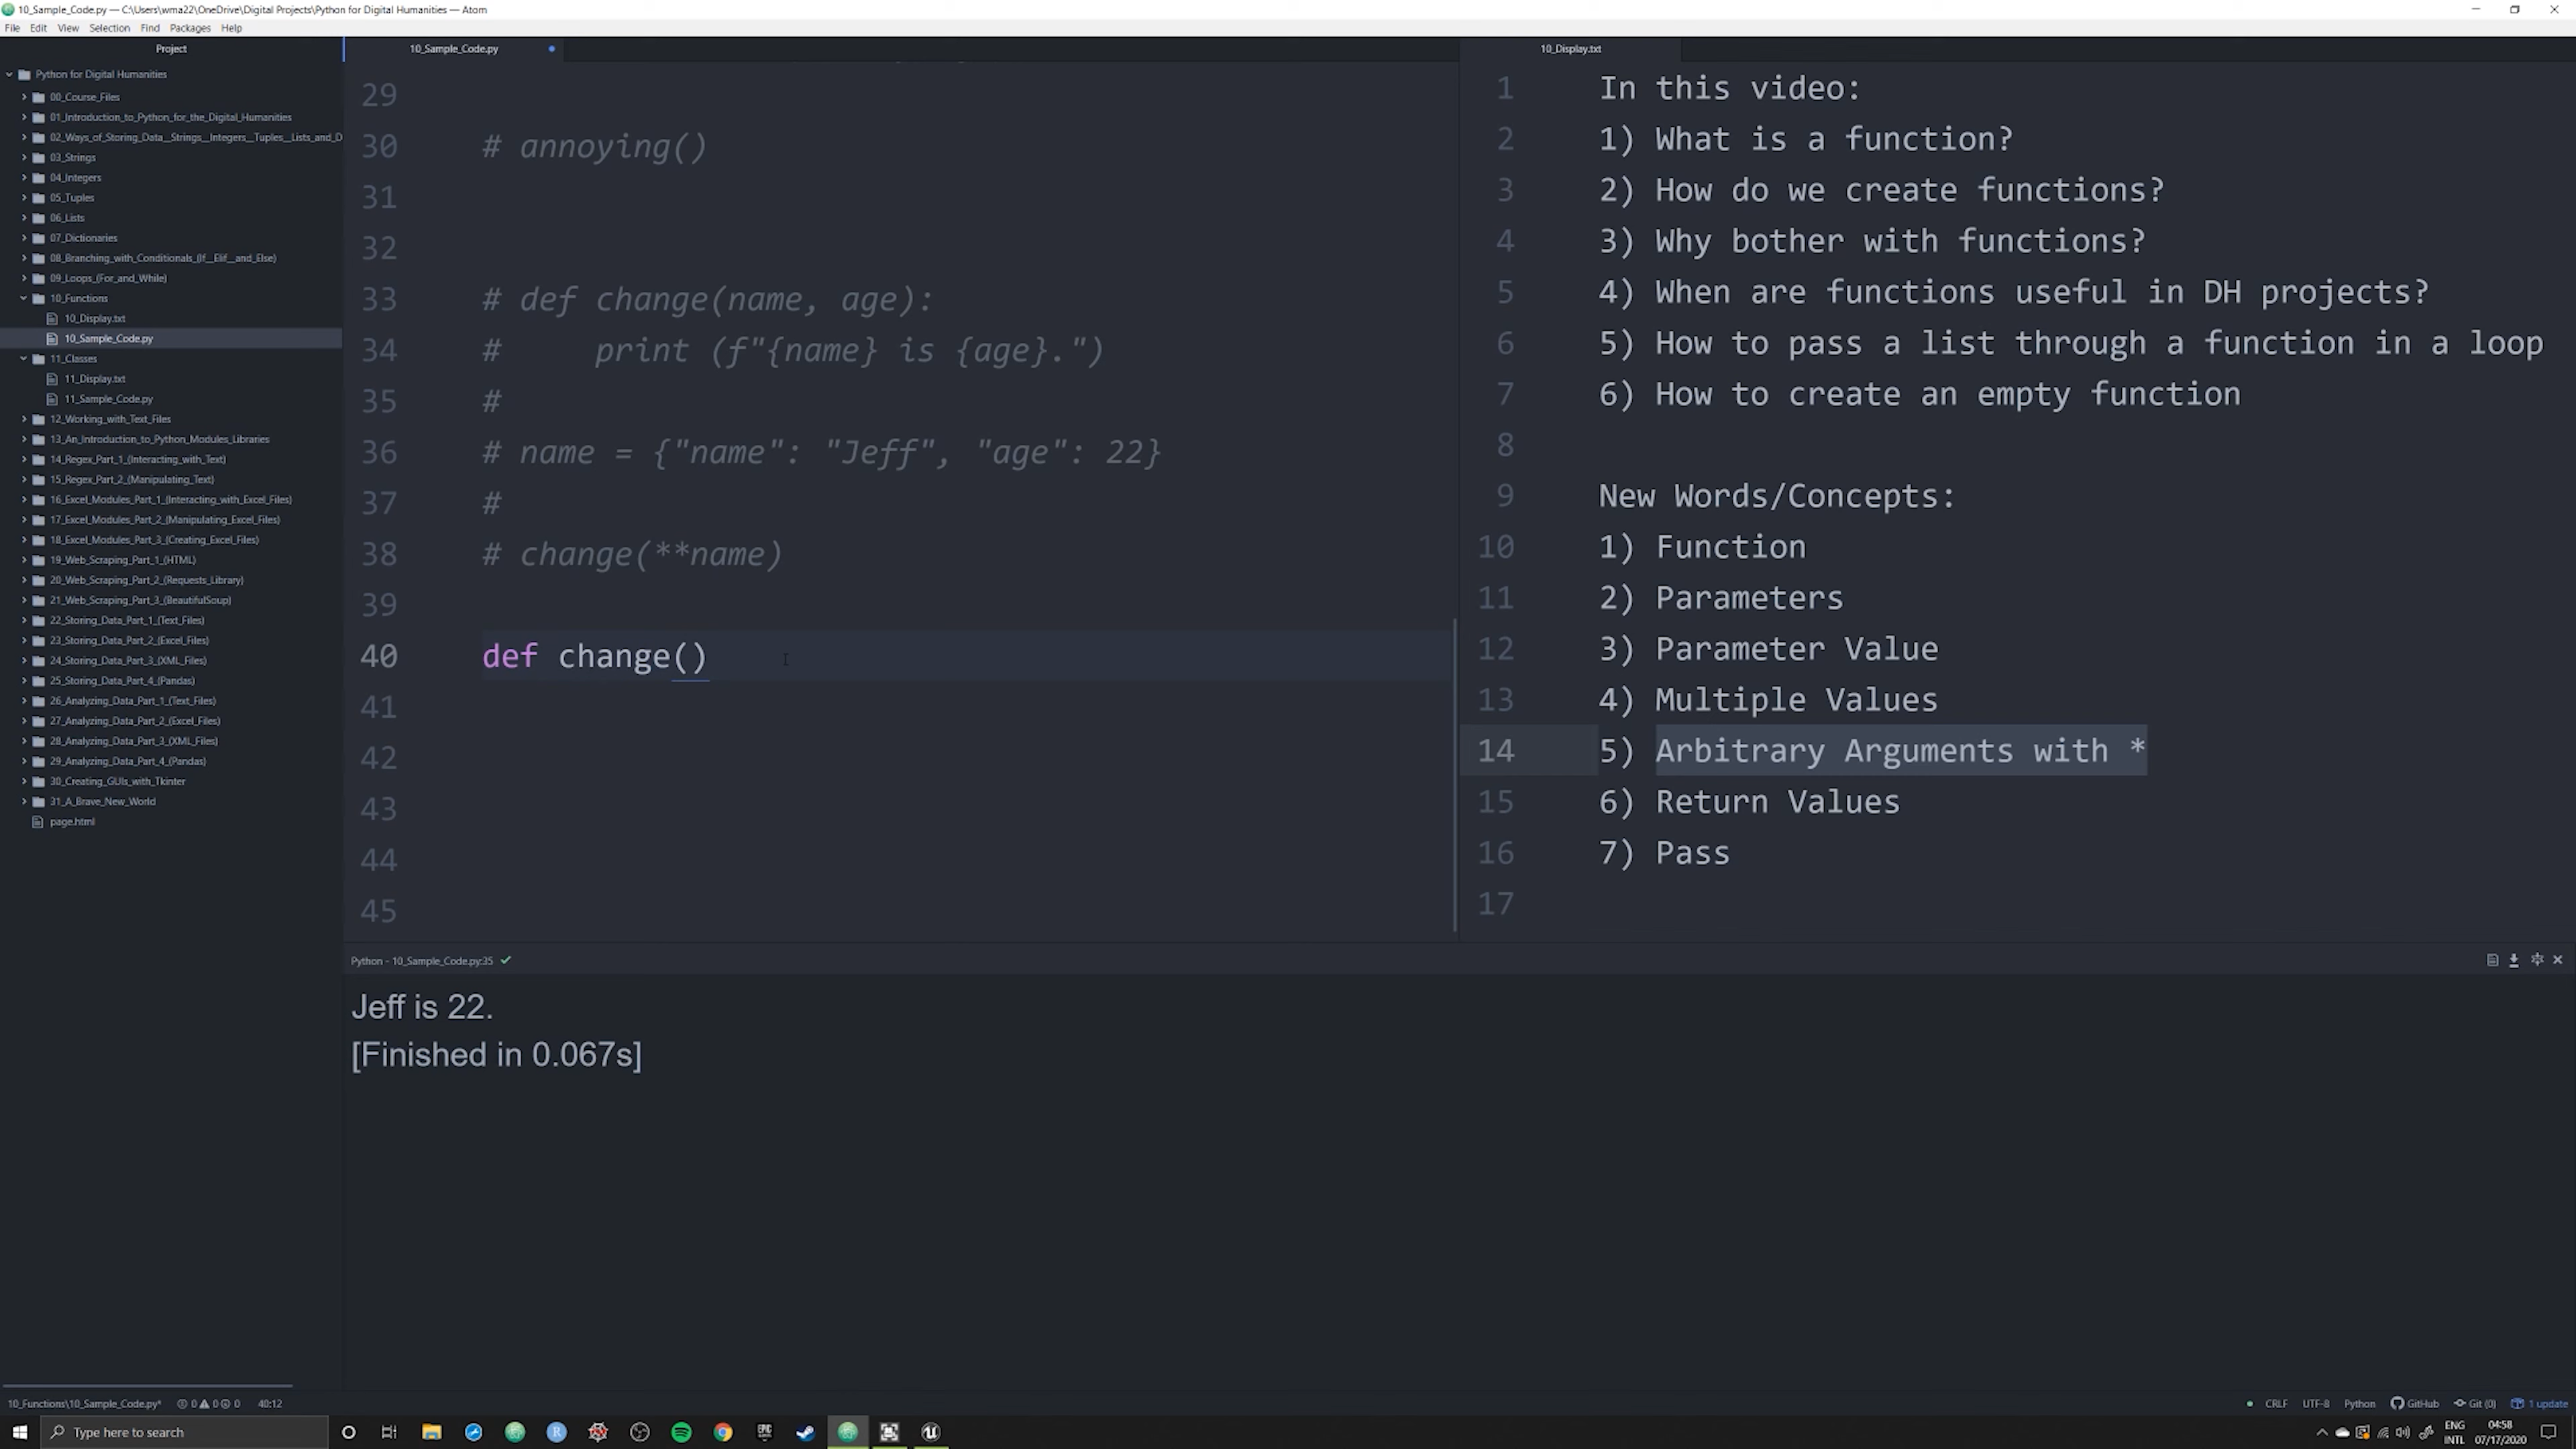 10_Sample_Code.py — C:\Users\wma22\OneDrive\Digital Projects\Python for Digital Humanities — Atom
File Edit View Selection Find Packages Help
Project
Python for Digital Humanities
00_Course_Files
01_Introduction_to_Python_for_the_Digital_Humanities
02_Ways_of_Storing_Data__Strings__Integers__Tuples__Lists_and_D
03_Strings
04_Integers
05_Tuples
06_Lists
07_Dictionaries
08_Branching_with_Conditionals_(If__Elif__and_Else)
09_Loops_(For_and_While)
10_Functions
10_Display.txt
10_Sample_Code.py
11_Classes
11_Display.txt
11_Sample_Code.py
12_Working_with_Text_Files
13_An_Introduction_to_Python_Modules_Libraries
14_Regex_Part_1_(Interacting_with_Text)
15_Regex_Part_2_(Manipulating_Text)
16_Excel_Modules_Part_1_(Interacting_with_Excel_Files)
17_Excel_Modules_Part_2_(Manipulating_Excel_Files)
18_Excel_Modules_Part_3_(Creating_Excel_Files)
19_Web_Scraping_Part_1_(HTML)
20_Web_Scraping_Part_2_(Requests_Library)
21_Web_Scraping_Part_3_(BeautifulSoup)
22_Storing_Data_Part_1_(Text_Files)
23_Storing_Data_Part_2_(Excel_Files)
24_Storing_Data_Part_3_(XML_Files)
25_Storing_Data_Part_4_(Pandas)
26_Analyzing_Data_Part_1_(Text_Files)
27_Analyzing_Data_Part_2_(Excel_Files)
28_Analyzing_Data_Part_3_(XML_Files)
29_Analyzing_Data_Part_4_(Pandas)
30_Creating_GUIs_with_Tkinter
31_A_Brave_New_World
page.html
10_Sample_Code.py
29
30 # annoying()
31
32
33 # def change(name, age):
34 #     print (f"{name} is {age}.")
35 #
36 # name = {"name": "Jeff", "age": 22}
37 #
38 # change(**name)
39
40 def change()
41
42
43
44
45
10_Display.txt
1 In this video:
2 1) What is a function?
3 2) How do we create functions?
4 3) Why bother with functions?
5 4) When are functions useful in DH projects?
6 5) How to pass a list through a function in a loop
7 6) How to create an empty function
8
9 New Words/Concepts:
10 1) Function
11 2) Parameters
12 3) Parameter Value
13 4) Multiple Values
14 5) Arbitrary Arguments with *
15 6) Return Values
16 7) Pass
17
Python - 10_Sample_Code.py:35
Jeff is 22.
[Finished in 0.067s]
10_Functions\10_Sample_Code.py* 0 0 0 40:12
CRLF UTF-8 Python GitHub Git (0) 1 update
Type here to search
R
EPIC
ENG
INTL
04:58
07/17/2020